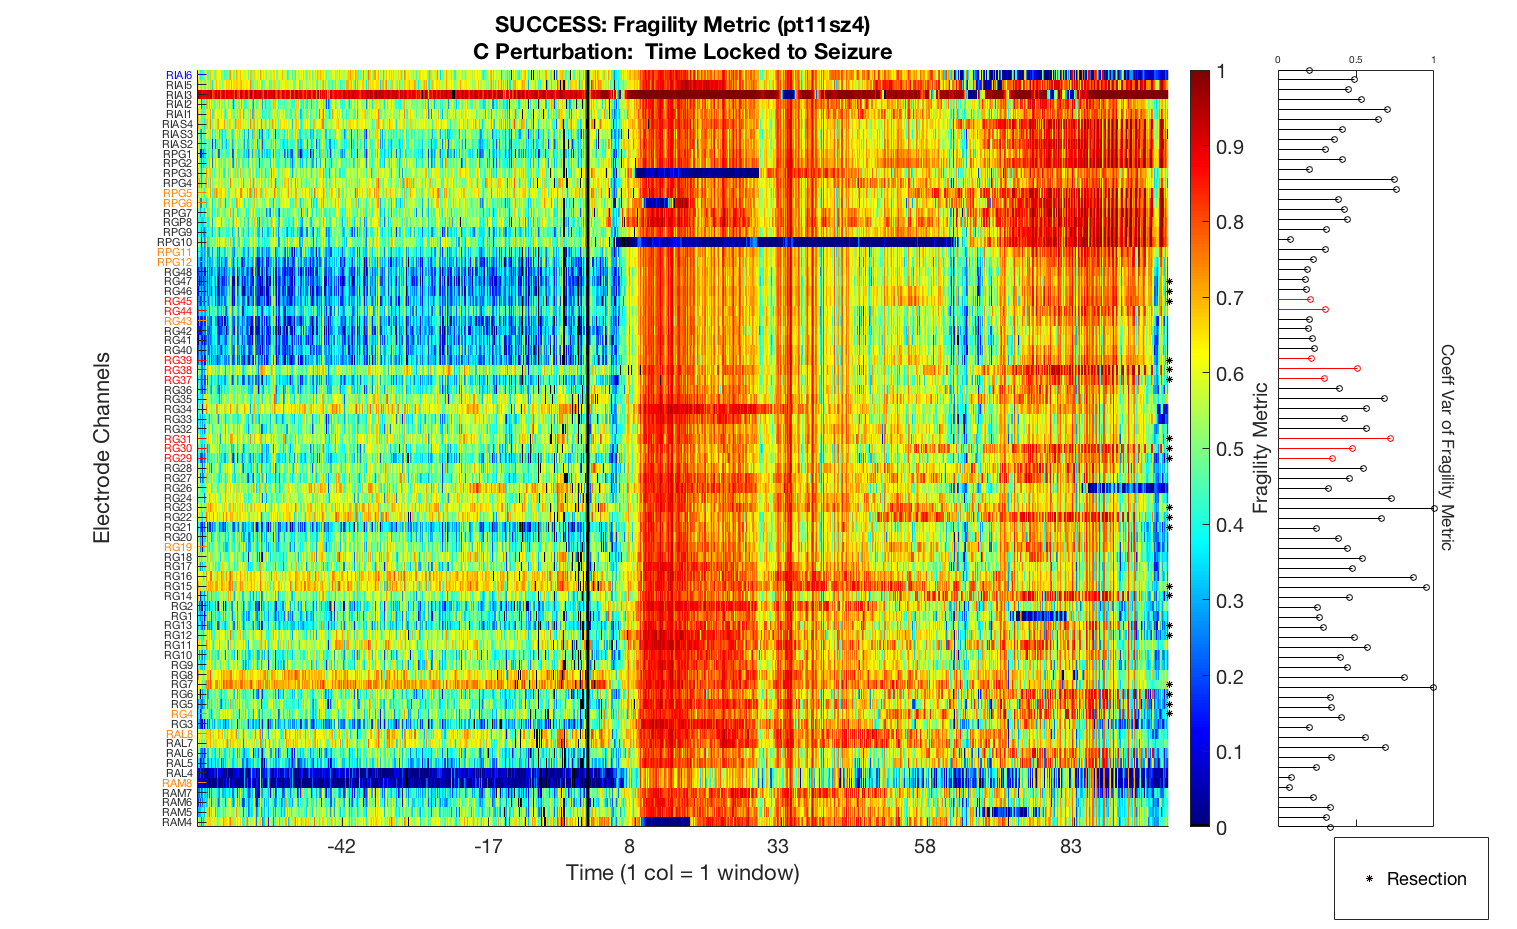 SUCCESS: Fragility Metric (pt11sz4)
C Perturbation:  Time Locked to Seizure
Electrode Channels
RIAI6
RIAI5
RIAI3
RIAI2
RIAI1
RIAS4
RIAS3
RIAS2
RPG1
RPG2
RPG3
RPG4
RPG5
RPG6
RPG7
RGP8
RPG9
RPG10
RPG11
RPG12
RG48
RG47
RG46
RG45
RG44
RG43
RG42
RG41
RG40
RG39
RG38
RG37
RG36
RG35
RG34
RG33
RG32
RG31
RG30
RG29
RG28
RG27
RG26
RG24
RG23
RG22
RG21
RG20
RG19
RG18
RG17
RG16
RG15
RG14
RG2
RG1
RG13
RG12
RG11
RG10
RG9
RG8
RG7
RG6
RG5
RG4
RG3
RAL8
RAL7
RAL6
RAL5
RAL4
RAM8
RAM7
RAM6
RAM5
RAM4
-42 -17 8 33 58 83
Time (1 col = 1 window)
1
0.9
0.8
0.7
0.6
0.5
0.4
0.3
0.2
0.1
0
Fragility Metric
0 0.5 1
Coeff Var of Fragility Metric
* Resection